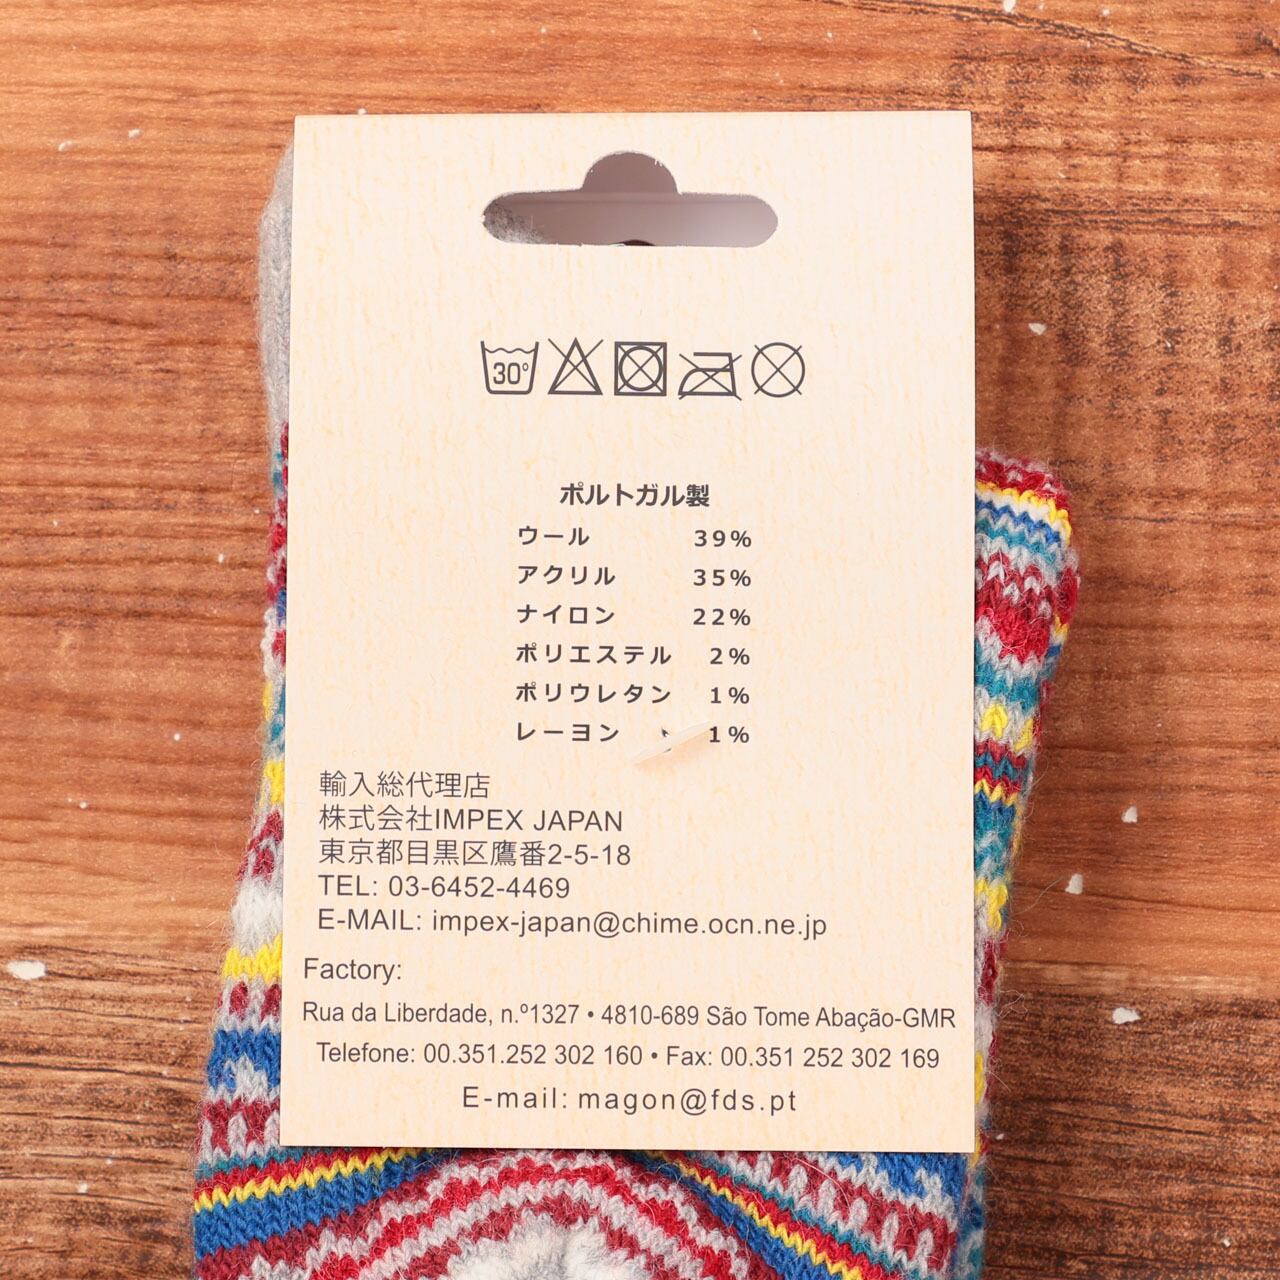 30°
ポルトガル製
ウール 39%
アクリル 35%
ナイロン 22%
ポリエステル 2%
ポリウレタン 1%
レーヨン 1%
輸入総代理店
株式会社IMPEX JAPAN
東京都目黒区鷹番2-5-18
TEL: 03-6452-4469
E-MAIL: impex-japan@chime.ocn.ne.jp
Factory:
Rua da Liberdade, n.º1327 • 4810-689 São Tome Abação-GMR
Telefone: 00.351.252 302 160 • Fax: 00.351 252 302 169
E-mail: magon@fds.pt